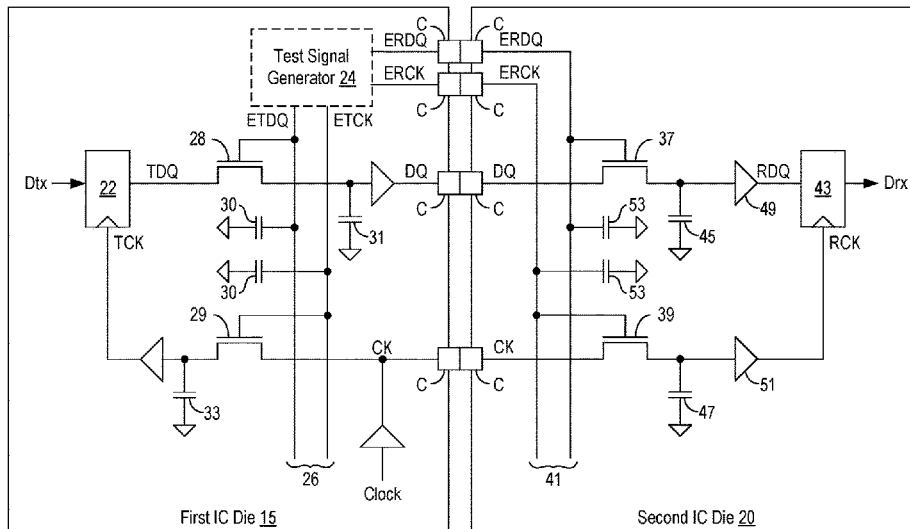 C C
ERDQ ERDQ
Test Signal
Generator 24
ERCK ERCK
C C
ETDQ ETCK
28 37
Dtx 22 TDQ DQ DQ RDQ 43 Drx
C C 49
30 53
31 45
TCK RCK
30 53
29 39
CK CK
C C 51
33 47
26 41
Clock
First IC Die 15 Second IC Die 20